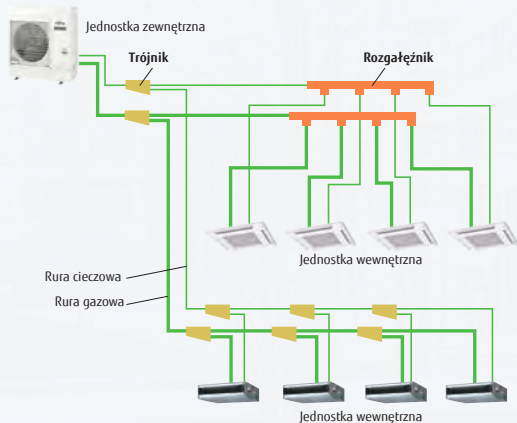 Jednostka zewnętrzna
Trójnik
Rozgałęźnik
Jednostka wewnętrzna
Rura cieczowa
Rura gazowa
Jednostka wewnętrzna